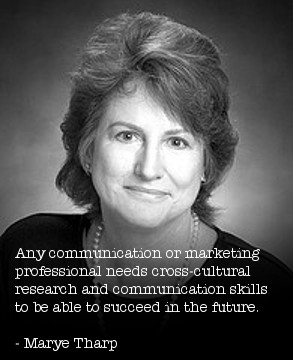 Any communication or marketing
professional needs cross-cultural
research and communication skills
to be able to succeed in the future.
- Marye Tharp